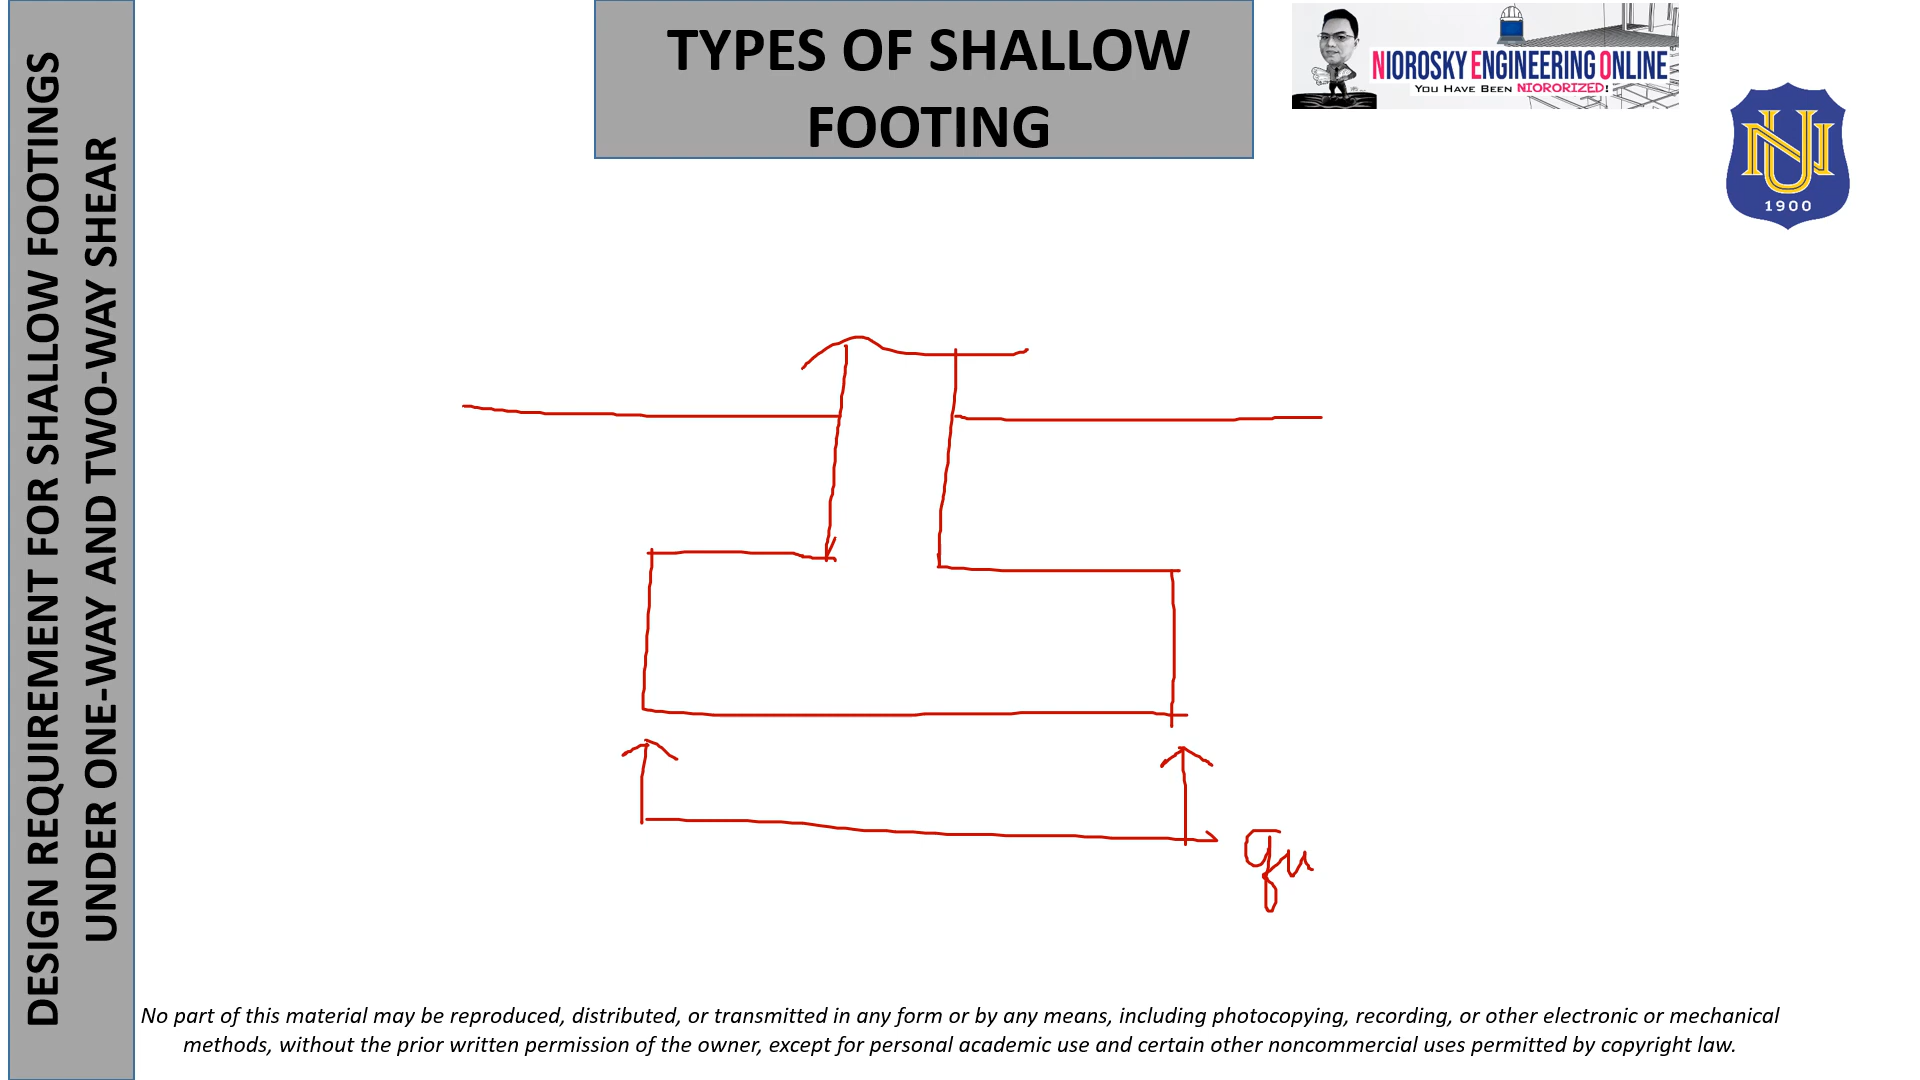 TYPES OF SHALLOW
FOOTING
NIOROSKY ENGINEERING ONLINE
YOU HAVE BEEN NIORORIZED!
NU
1900
DESIGN REQUIREMENT FOR SHALLOW FOOTINGS
UNDER ONE-WAY AND TWO-WAY SHEAR
qu
No part of this material may be reproduced, distributed, or transmitted in any form or by any means, including photocopying, recording, or other electronic or mechanical
methods, without the prior written permission of the owner, except for personal academic use and certain other noncommercial uses permitted by copyright law.